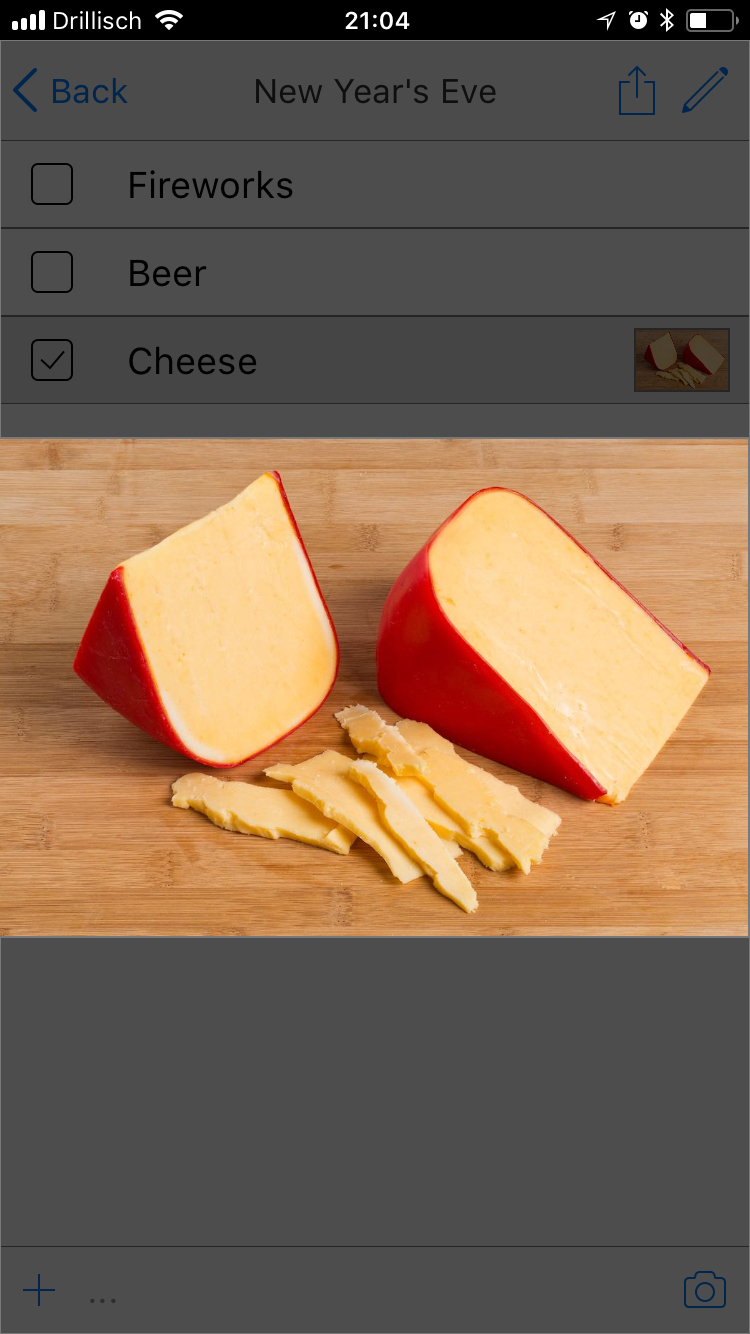 Drillisch 21:04
Back New Year's Eve
Fireworks
Beer
Cheese
...